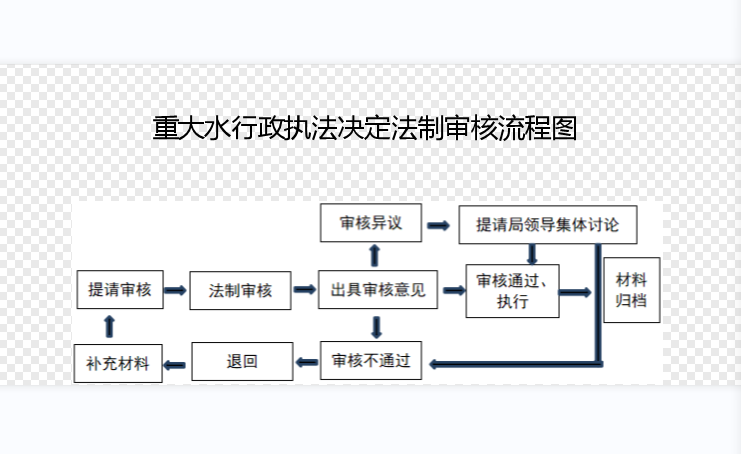 重大水行政执法决定法制审核流程图
审核异议
提请局领导集体讨论
提请审核
法制审核
出具审核意见
审核通过、
执行
材料
归档
补充材料
退回
审核不通过